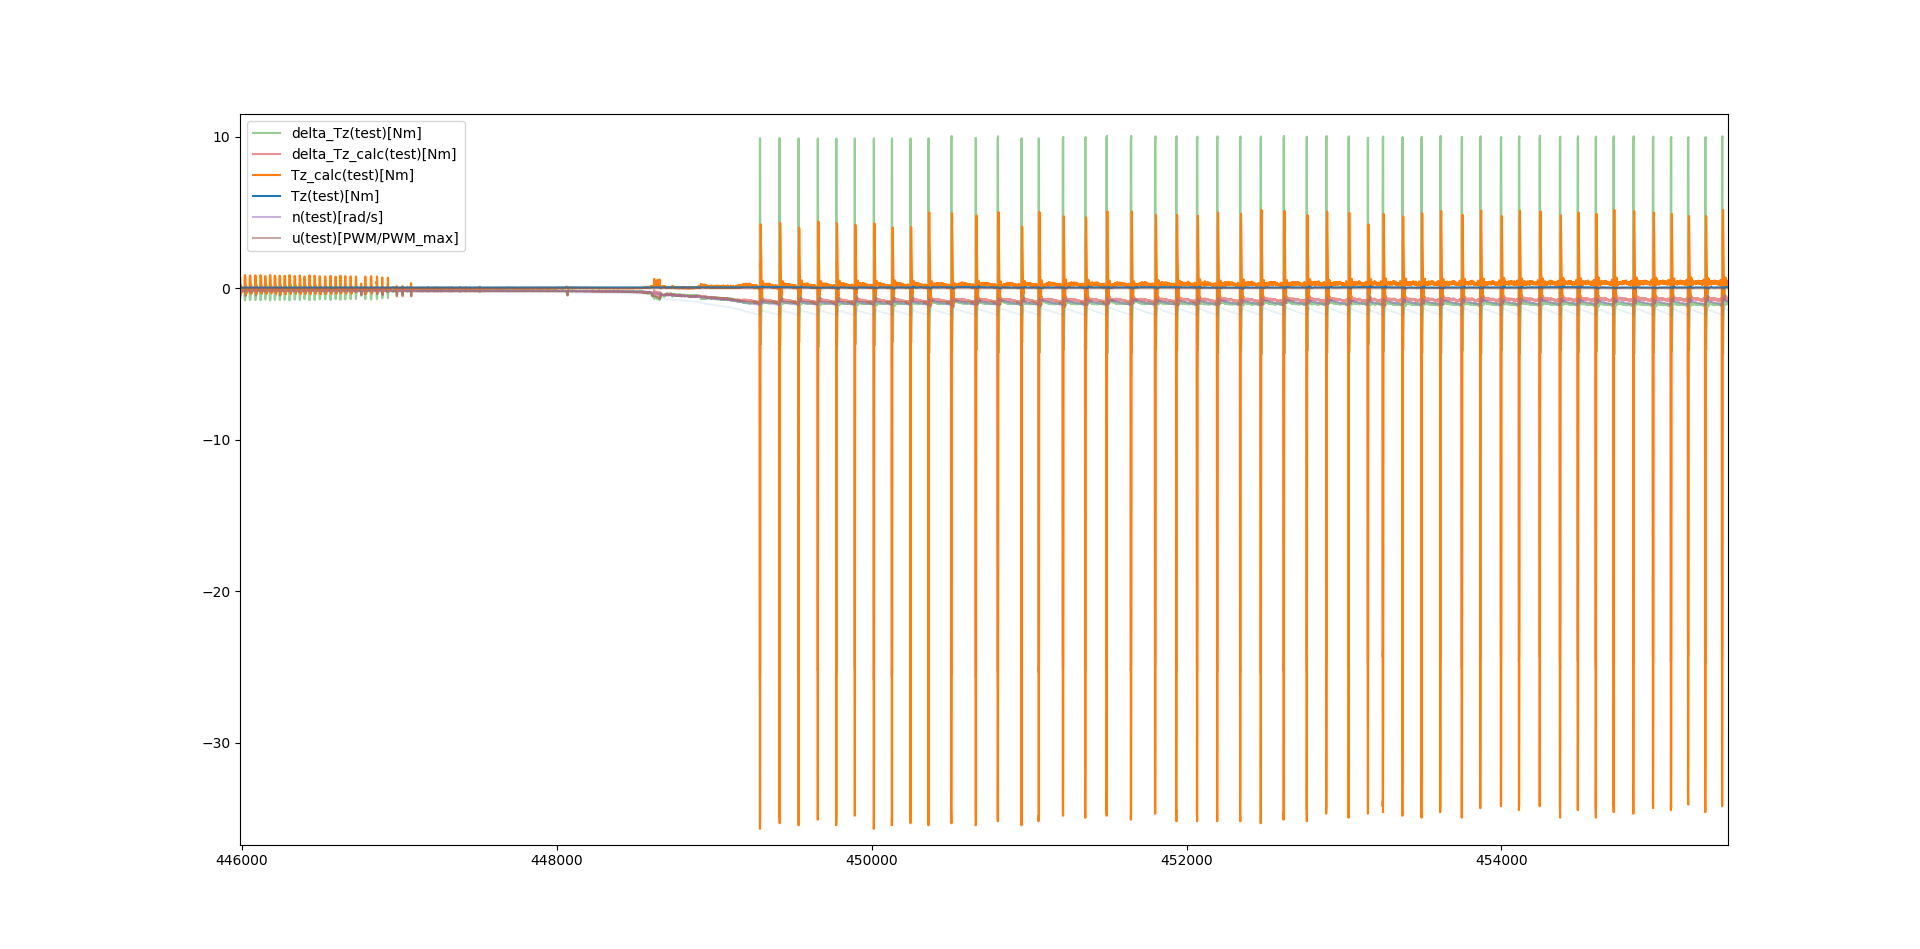 10
0
−10
−20
−30
delta_Tz(test)[Nm]
delta_Tz_calc(test)[Nm]
Tz_calc(test)[Nm]
Tz(test)[Nm]
n(test)[rad/s]
u(test)[PWM/PWM_max]
446000
448000
450000
452000
454000